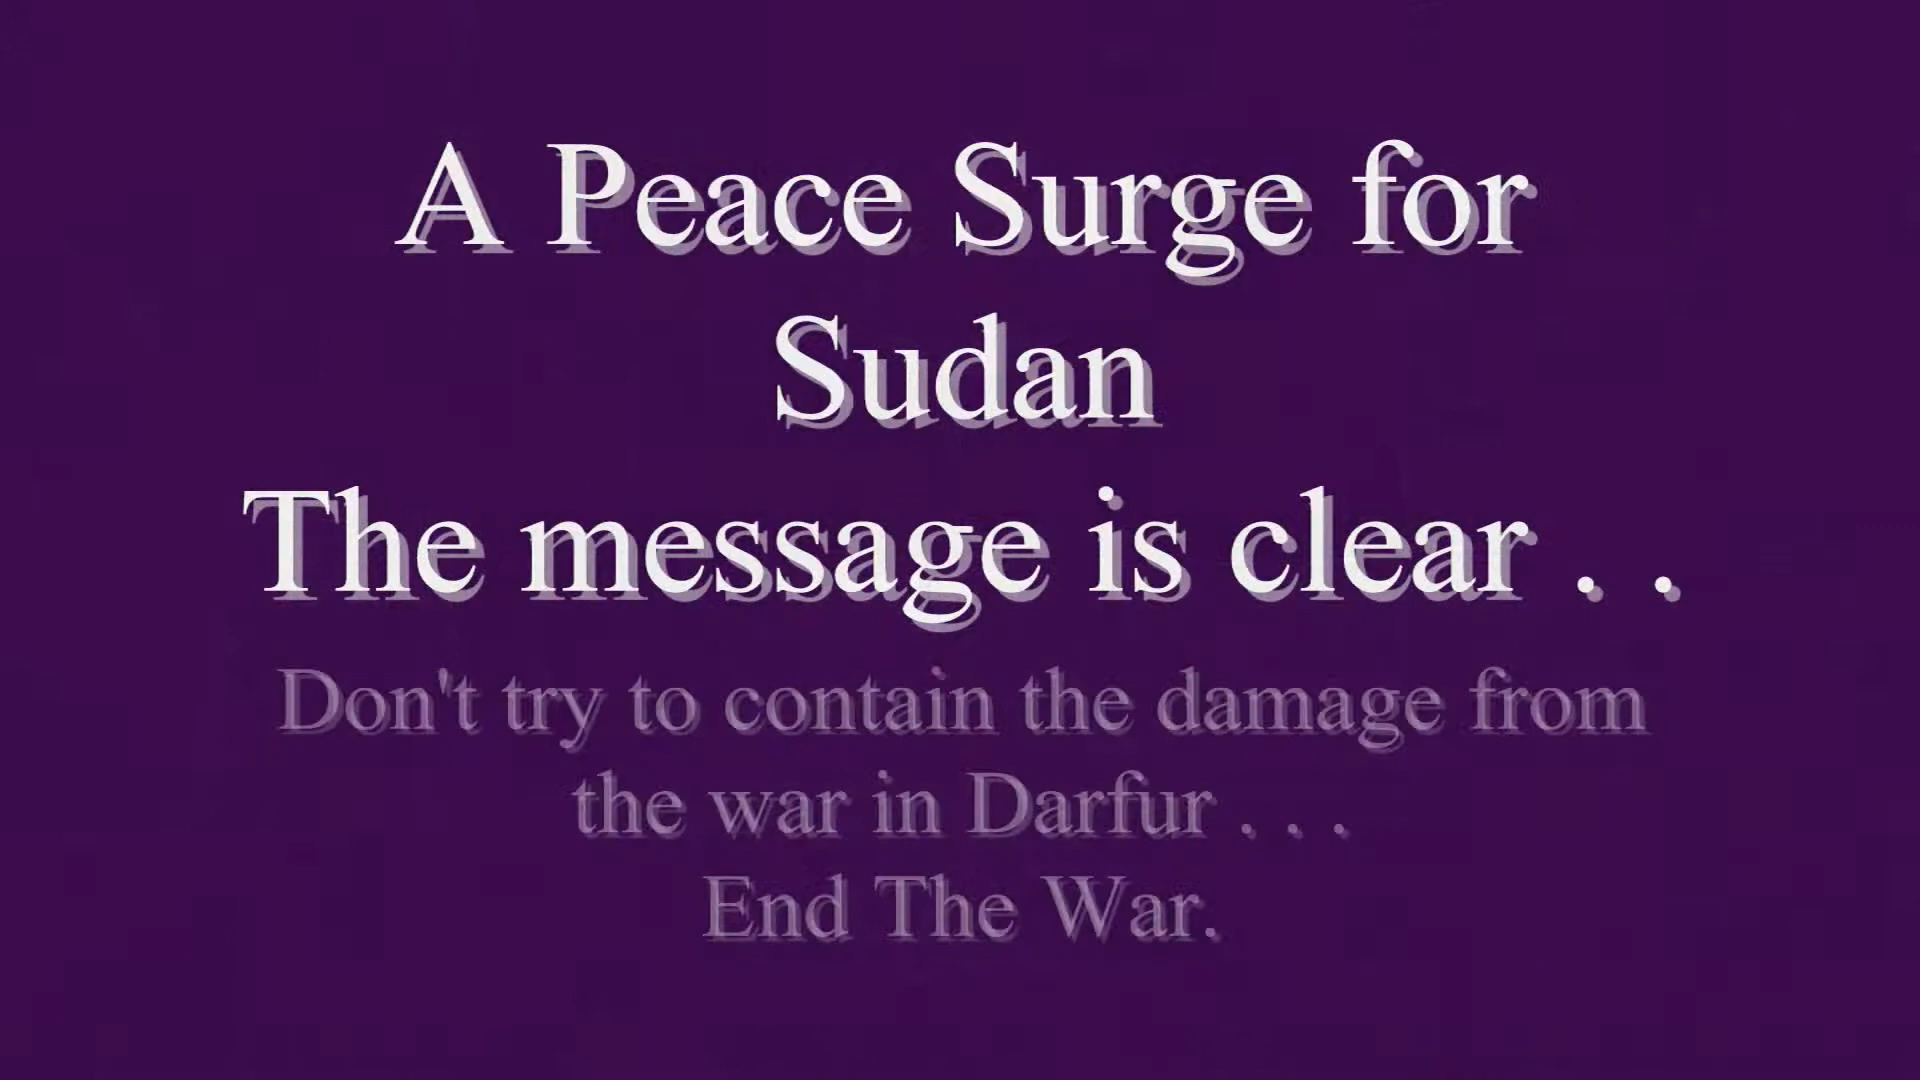 A Peace Surge for
Sudan
The message is clear . .
Don't try to contain the damage from
the war in Darfur . . .
End The War.